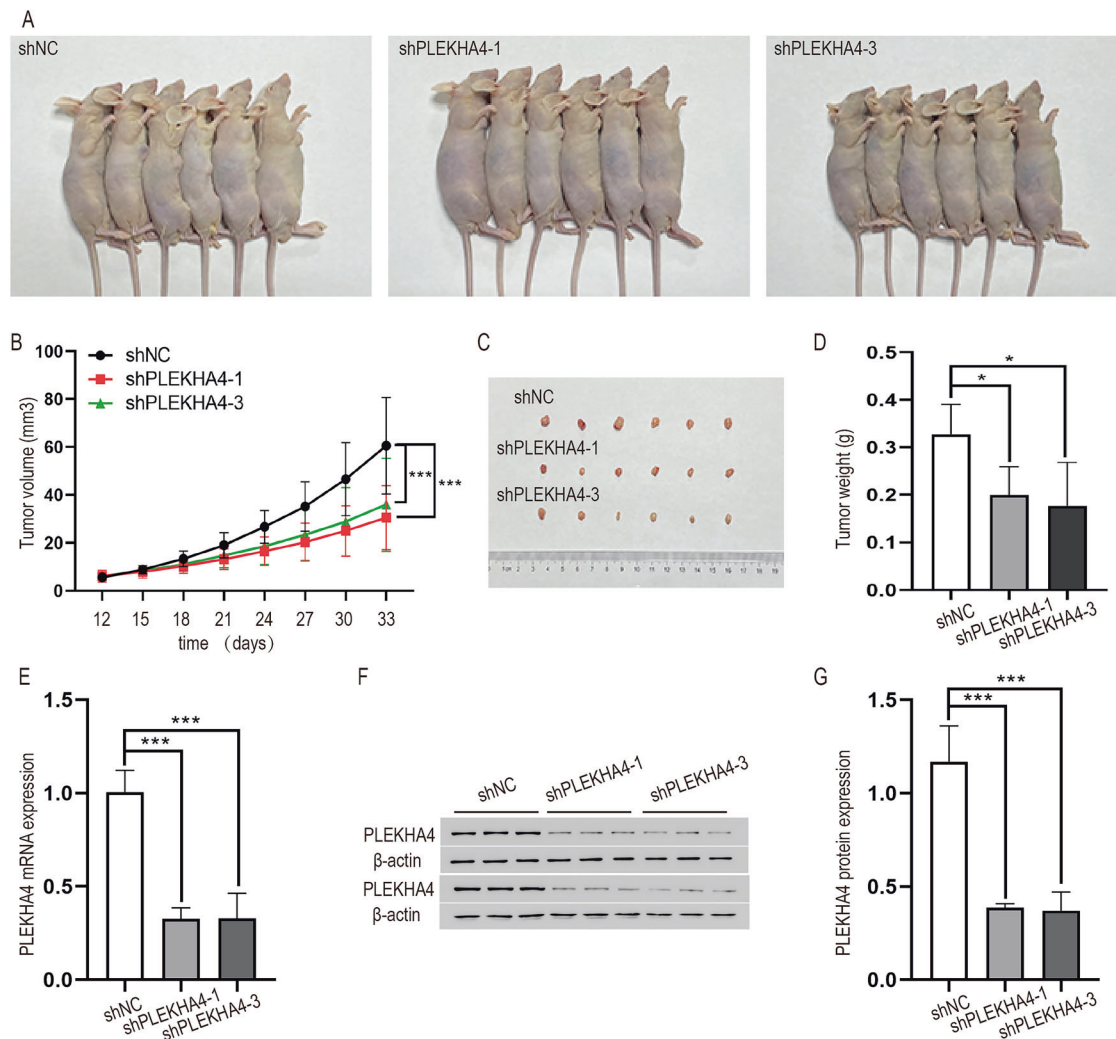 A
shNC
shPLEKHA4-1
shPLEKHA4-3
B
Tumor volume (mm3)
100
80
60
40
20
0
shNC
shPLEKHA4-1
shPLEKHA4-3
***
***
12 15 18 21 24 27 30 33
time （days）
C
shNC
shPLEKHA4-1
shPLEKHA4-3
D
Tumor weight (g)
0.5
0.4
0.3
0.2
0.1
0.0
*
*
shNC
shPLEKHA4-1
shPLEKHA4-3
E
PLEKHA4 mRNA expression
1.5
1.0
0.5
0.0
***
***
shNC
shPLEKHA4-1
shPLEKHA4-3
F
shNC
shPLEKHA4-1
shPLEKHA4-3
PLEKHA4
β-actin
PLEKHA4
β-actin
G
PLEKHA4 protein expression
1.5
1.0
0.5
0.0
***
***
shNC
shPLEKHA4-1
shPLEKHA4-3